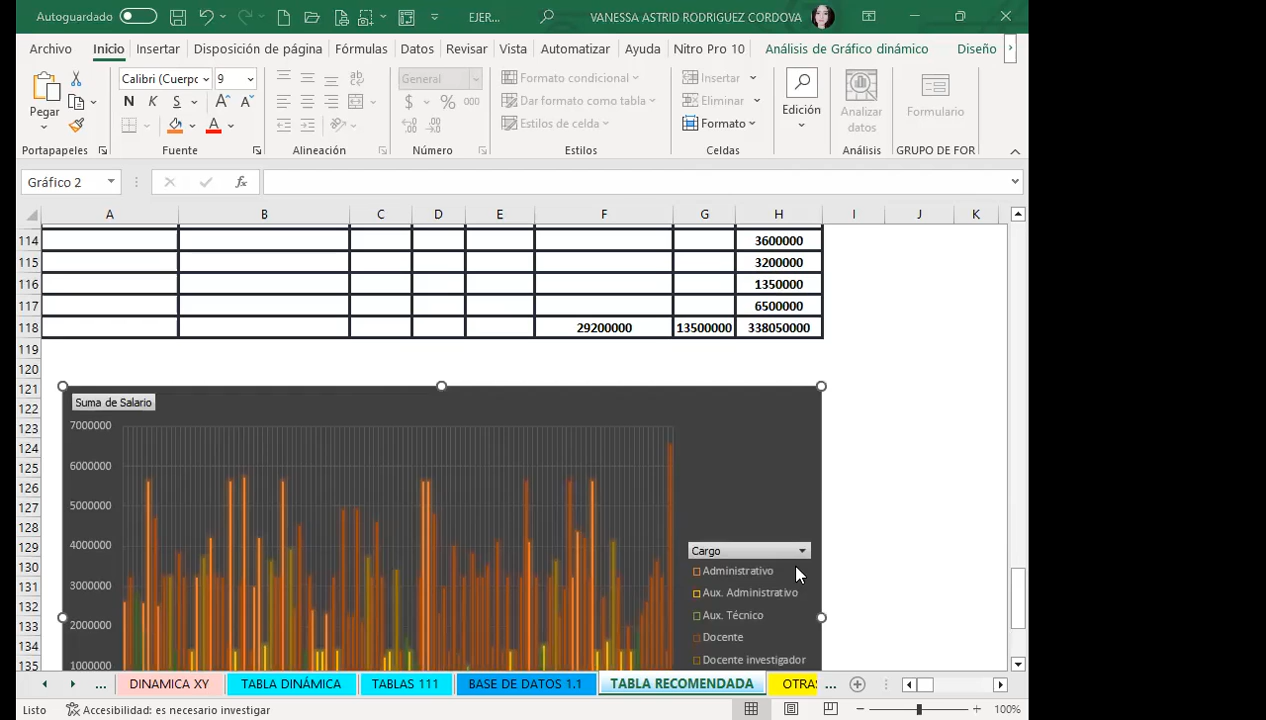 Autoguardado EJER... VANESSA ASTRID RODRIGUEZ CORDOVA
Archivo Inicio Insertar Disposición de página Fórmulas Datos Revisar Vista Automatizar Ayuda Nitro Pro 10 Análisis de Gráfico dinámico Diseño
Calibri (Cuerpo 9 General Formato condicional Insertar
Pegar N K S A A $ % 000 Dar formato como tabla Eliminar Edición Analizar datos Formulario
A Estilos de celda Formato
Portapapeles Fuente Alineación Número Estilos Celdas Análisis GRUPO DE FOR
Gráfico 2 fx
A B C D E F G H I J K
114 3600000
115 3200000
116 1350000
117 6500000
118 29200000 13500000 338050000
119
120
121
122 Suma de Salario
123 7000000
124
125 6000000
126
127 5000000
128
129 4000000 Cargo
130 Administrativo
131 3000000 Aux. Administrativo
132 Aux. Técnico
133 2000000 Docente
134 Docente investigador
135 1000000
... DINAMICA XY TABLA DINÁMICA TABLAS 111 BASE DE DATOS 1.1 TABLA RECOMENDADA OTRAS ...
Listo Accesibilidad: es necesario investigar 100%